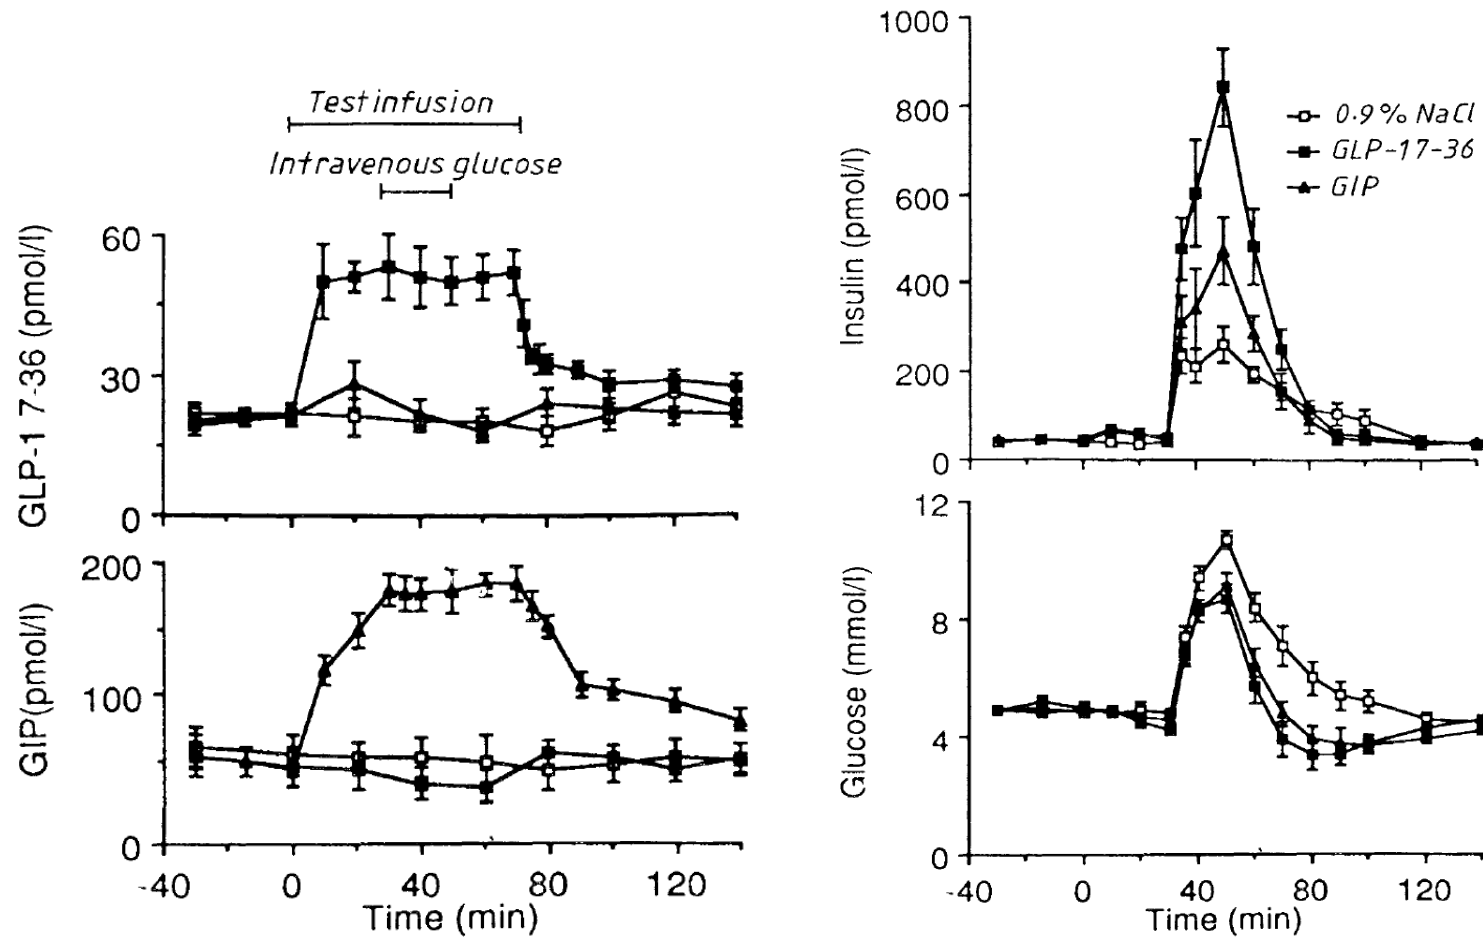 Test infusion
Intravenous glucose
GLP-1 7-36 (pmol/l)
60
30
0
GIP(pmol/l)
200
100
0
-40 0 40 80 120
Time (min)
Insulin (pmol/l)
1000
800
600
400
200
0
0.9% NaCl
GLP-17-36
GIP
Glucose (mmol/l)
12
8
4
0
-40 0 40 80 120
Time (min)